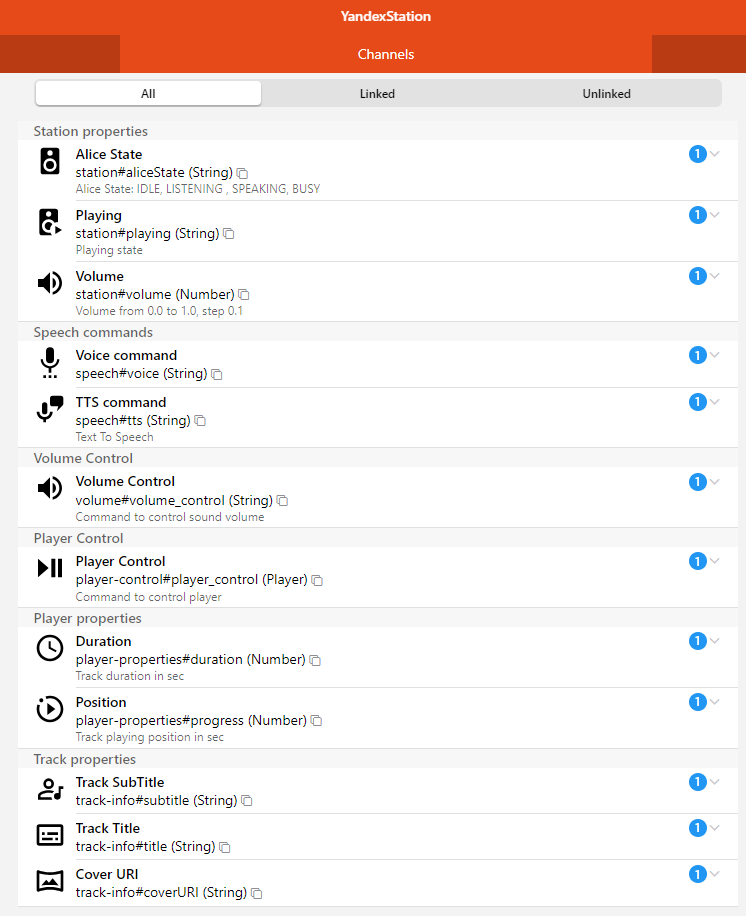 YandexStation
Channels
All Linked Unlinked
Station properties
Alice State 1
station#aliceState (String)
Alice State: IDLE, LISTENING , SPEAKING, BUSY
Playing 1
station#playing (String)
Playing state
Volume 1
station#volume (Number)
Volume from 0.0 to 1.0, step 0.1
Speech commands
Voice command 1
speech#voice (String)
TTS command 1
speech#tts (String)
Text To Speech
Volume Control
Volume Control 1
volume#volume_control (String)
Command to control sound volume
Player Control
Player Control 1
player-control#player_control (Player)
Command to control player
Player properties
Duration 1
player-properties#duration (Number)
Track duration in sec
Position 1
player-properties#progress (Number)
Track playing position in sec
Track properties
Track SubTitle 1
track-info#subtitle (String)
Track Title 1
track-info#title (String)
Cover URI 1
track-info#coverURI (String)